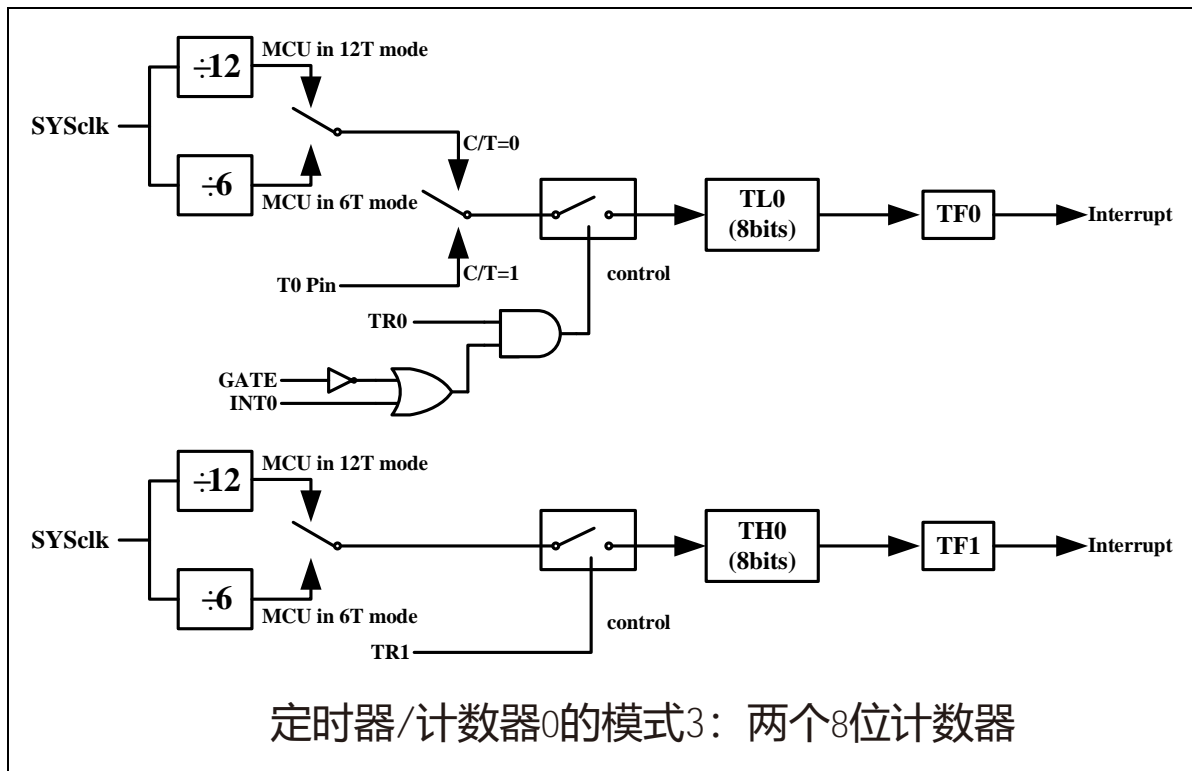 ÷12
MCU in 12T mode
SYSclk
÷6
MCU in 6T mode
C/T=0
C/T=1
T0 Pin
TL0
(8bits)
TF0
Interrupt
control
TR0
GATE
INT0
÷12
MCU in 12T mode
SYSclk
÷6
MCU in 6T mode
TH0
(8bits)
TF1
Interrupt
control
TR1
定时器/计数器0的模式3：两个8位计数器